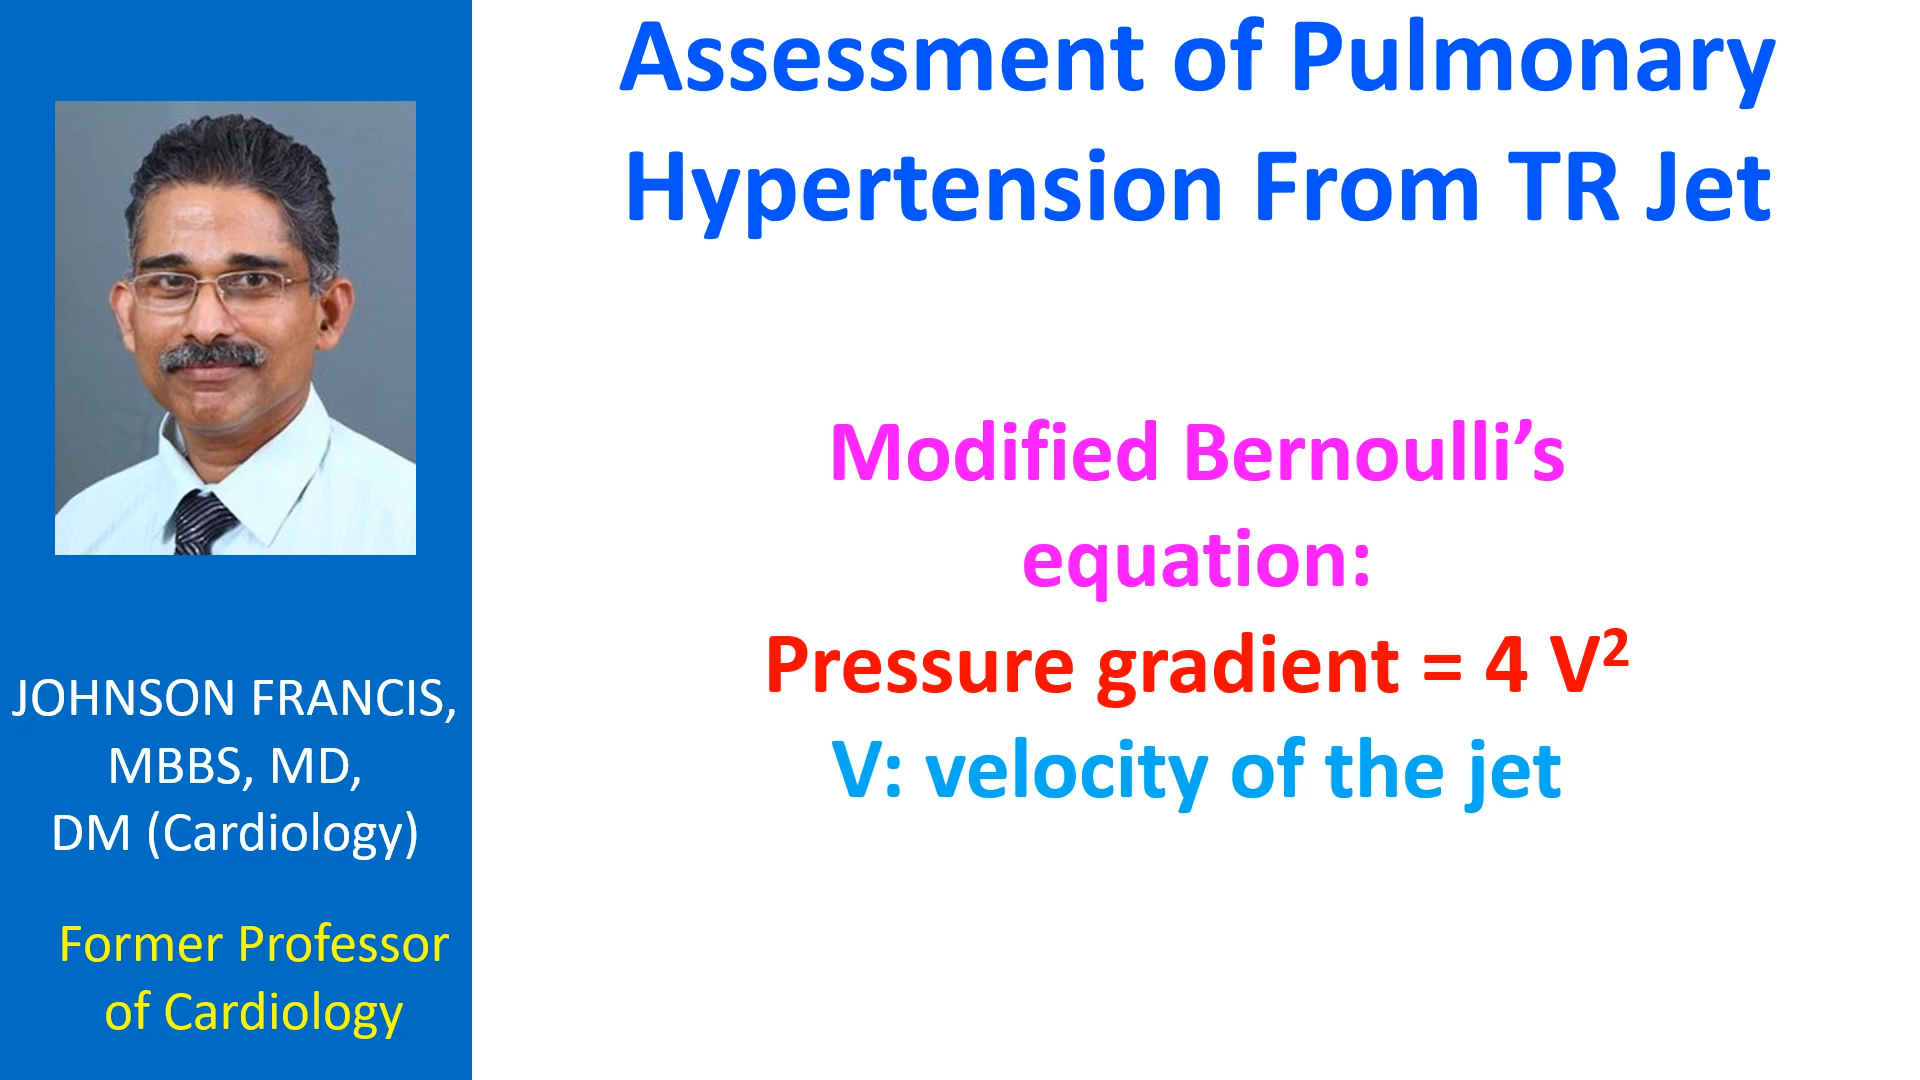 Assessment of Pulmonary
Hypertension From TR Jet
Modified Bernoulli’s
equation:
Pressure gradient = 4 V²
V: velocity of the jet
JOHNSON FRANCIS,
MBBS, MD,
DM (Cardiology)
Former Professor
of Cardiology